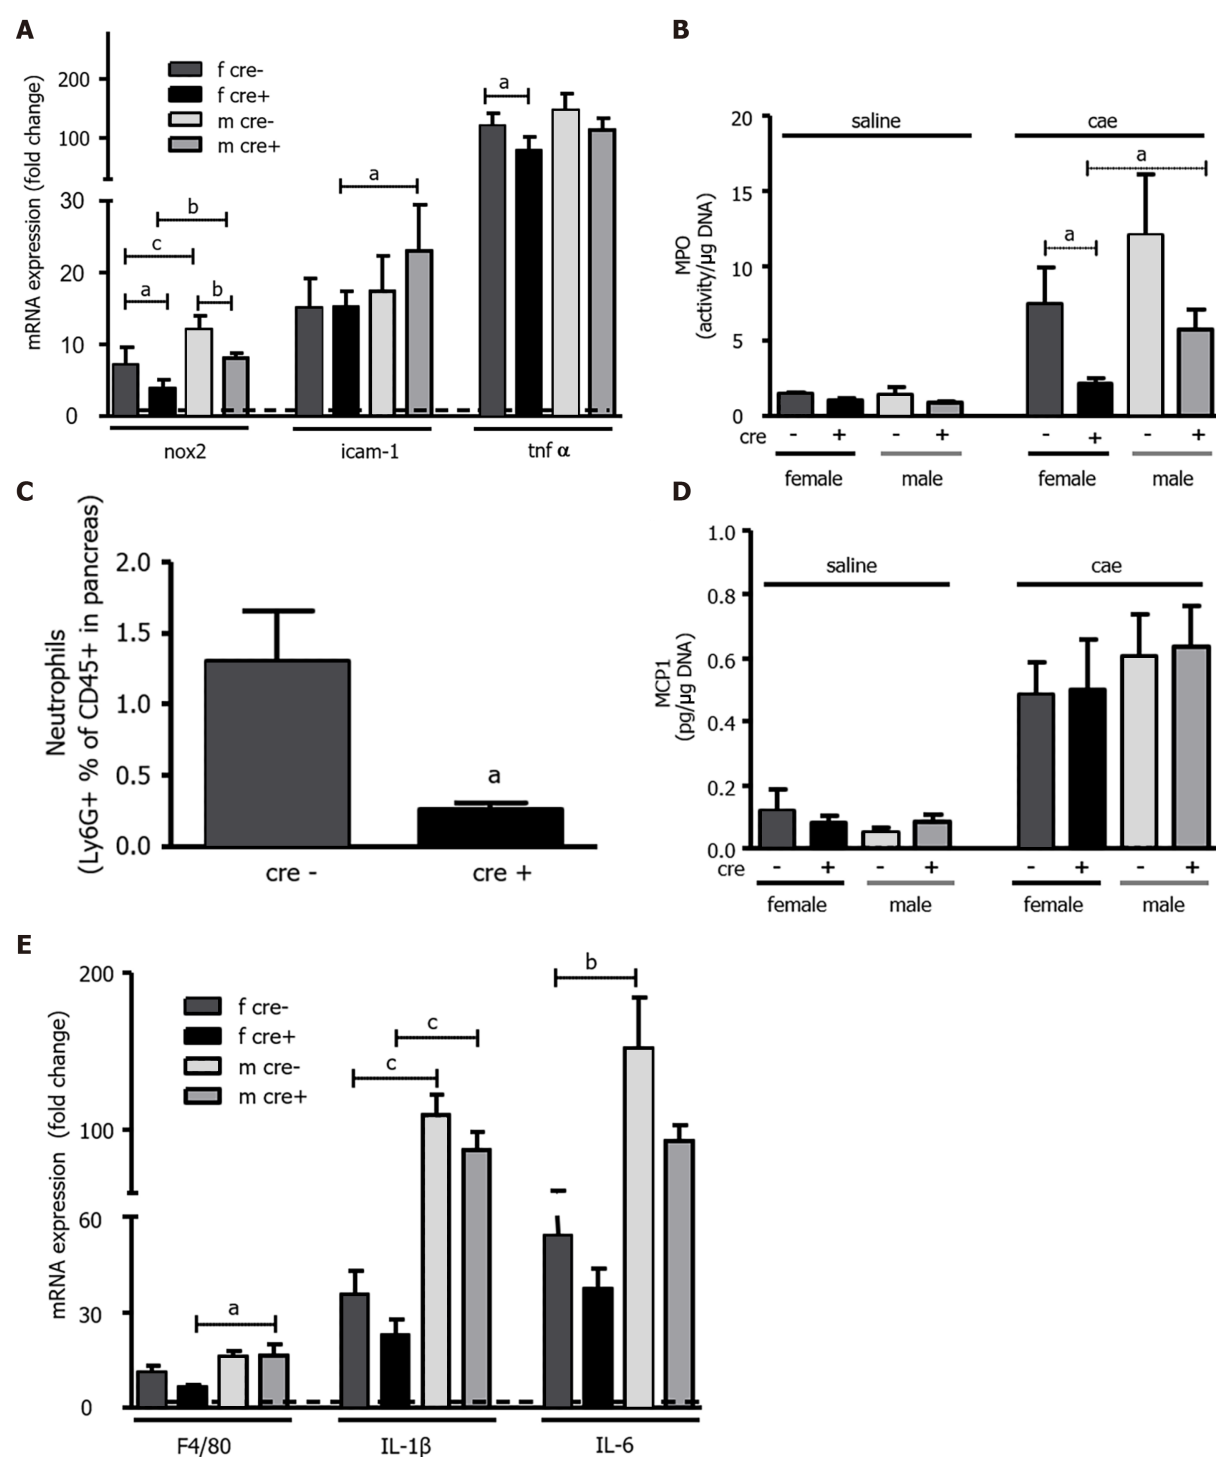 A
mRNA expression (fold change)
200
100
30
20
10
0
f cre-
f cre+
m cre-
m cre+
a
b
c
a
b
a
a
nox2
icam-1
tnf α
B
MPO
(activity/µg DNA)
20
15
10
5
0
saline
cae
a
a
cre - + - + - + - +
female male female male
C
Neutrophils
(Ly6G+ % of CD45+ in pancreas)
2.0
1.5
1.0
0.5
0.0
a
cre - cre +
D
MCP1
(pg/µg DNA)
1.0
0.8
0.6
0.4
0.2
0.0
saline
cae
cre - + - + - + - +
female male female male
E
mRNA expression (fold change)
200
100
60
30
0
f cre-
f cre+
m cre-
m cre+
a
c
c
b
F4/80
IL-1β
IL-6